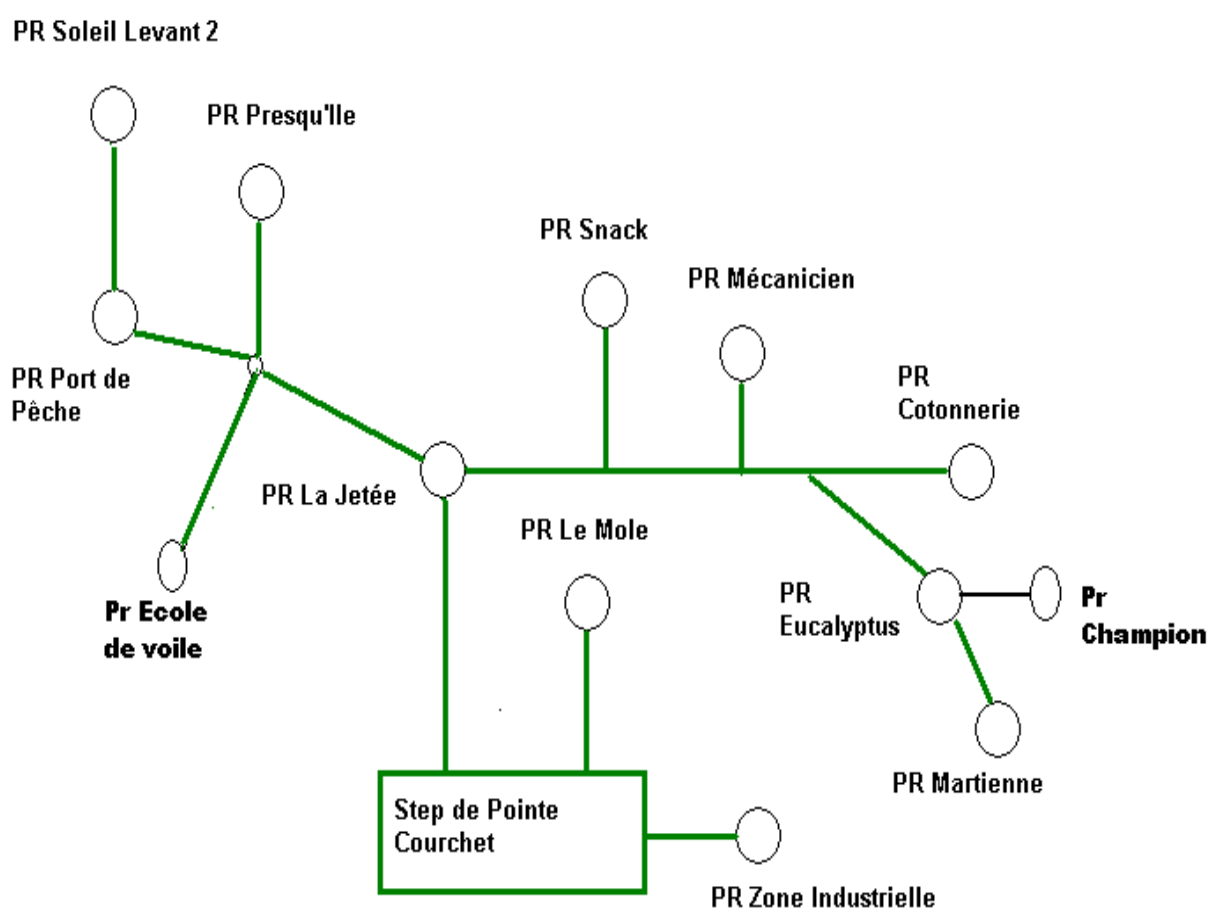 PR Soleil Levant 2
PR Presqu'Ile
PR Snack
PR Mécanicien
PR Port de
Pêche
PR
Cotonnerie
PR La Jetée
PR Le Mole
Pr Ecole
de voile
PR
Eucalyptus
Pr
Champion
PR Martienne
Step de Pointe
Courchet
PR Zone Industrielle